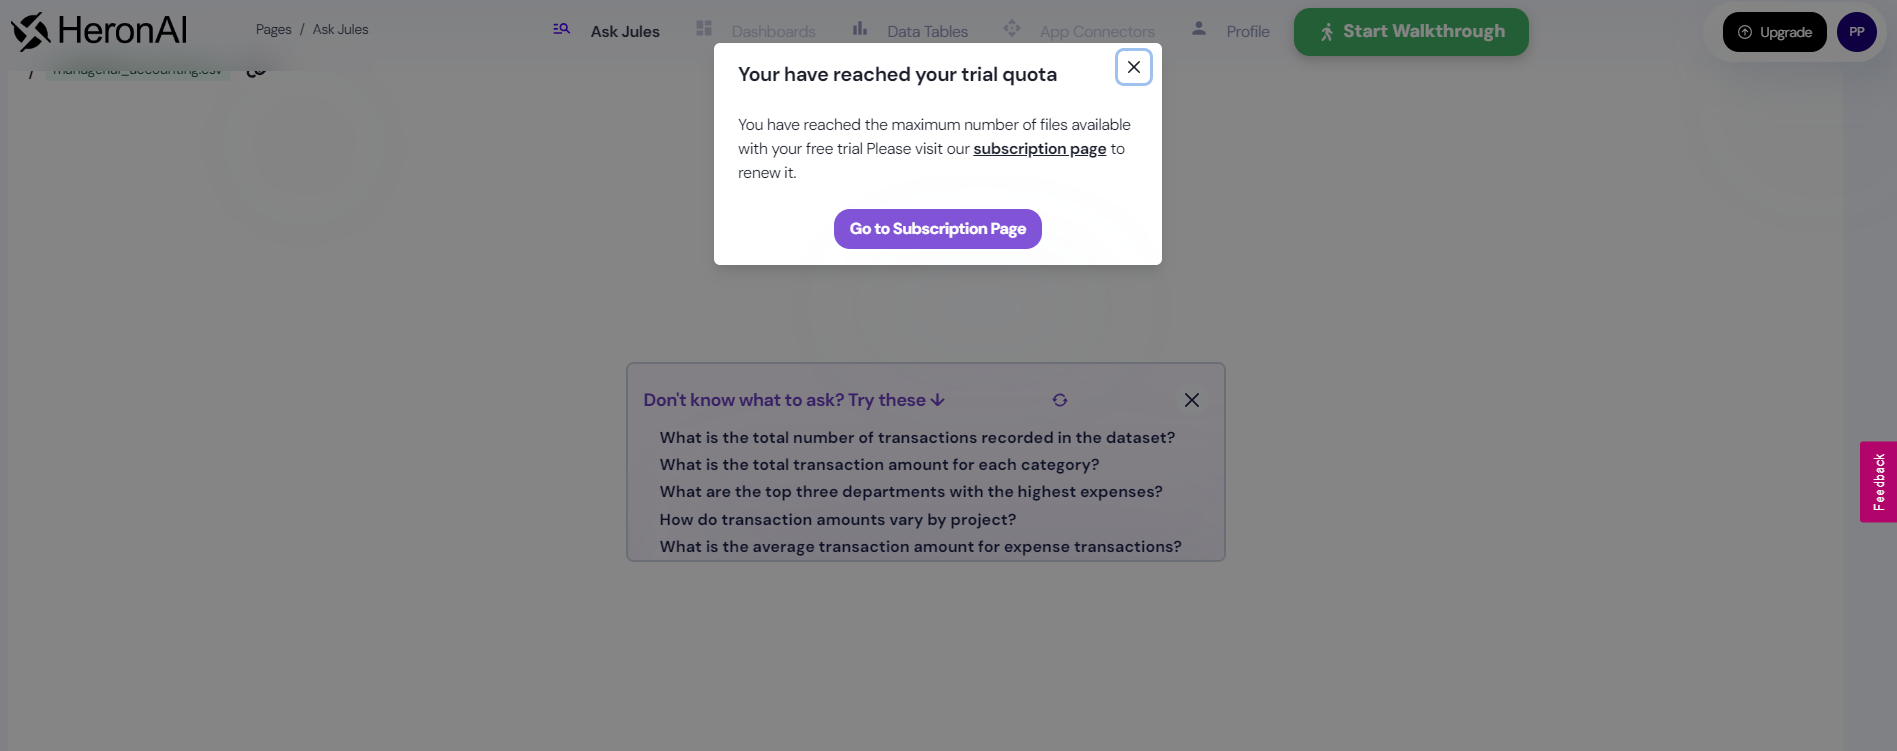 HeronAI
Pages / Ask Jules
Ask Jules
Dashboards
Data Tables
App Connectors
Profile
Start Walkthrough
Upgrade
PP
/ managerial_accounting.csv
Your have reached your trial quota
You have reached the maximum number of files available
with your free trial Please visit our subscription page to
renew it.
Go to Subscription Page
Don't know what to ask? Try these
What is the total number of transactions recorded in the dataset?
What is the total transaction amount for each category?
What are the top three departments with the highest expenses?
How do transaction amounts vary by project?
What is the average transaction amount for expense transactions?
Feedback